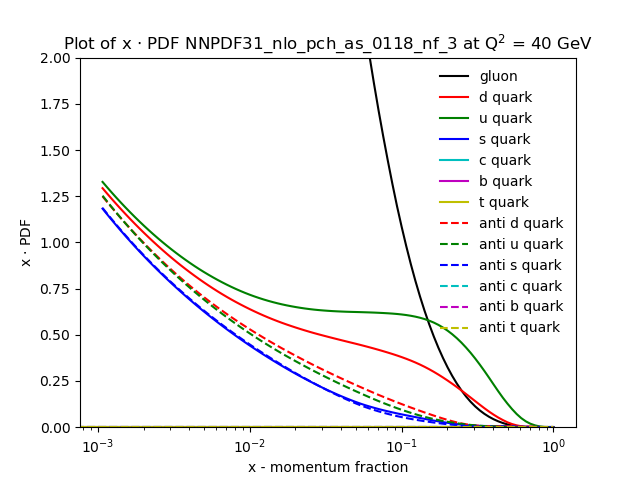 Plot of x · PDF NNPDF31_nlo_pch_as_0118_nf_3 at Q² = 40 GeV
2.00
1.75
1.50
1.25
1.00
0.75
0.50
0.25
0.00
x · PDF
gluon
d quark
u quark
s quark
c quark
b quark
t quark
anti d quark
anti u quark
anti s quark
anti c quark
anti b quark
anti t quark
10⁻³ 10⁻² 10⁻¹ 10⁰
x - momentum fraction